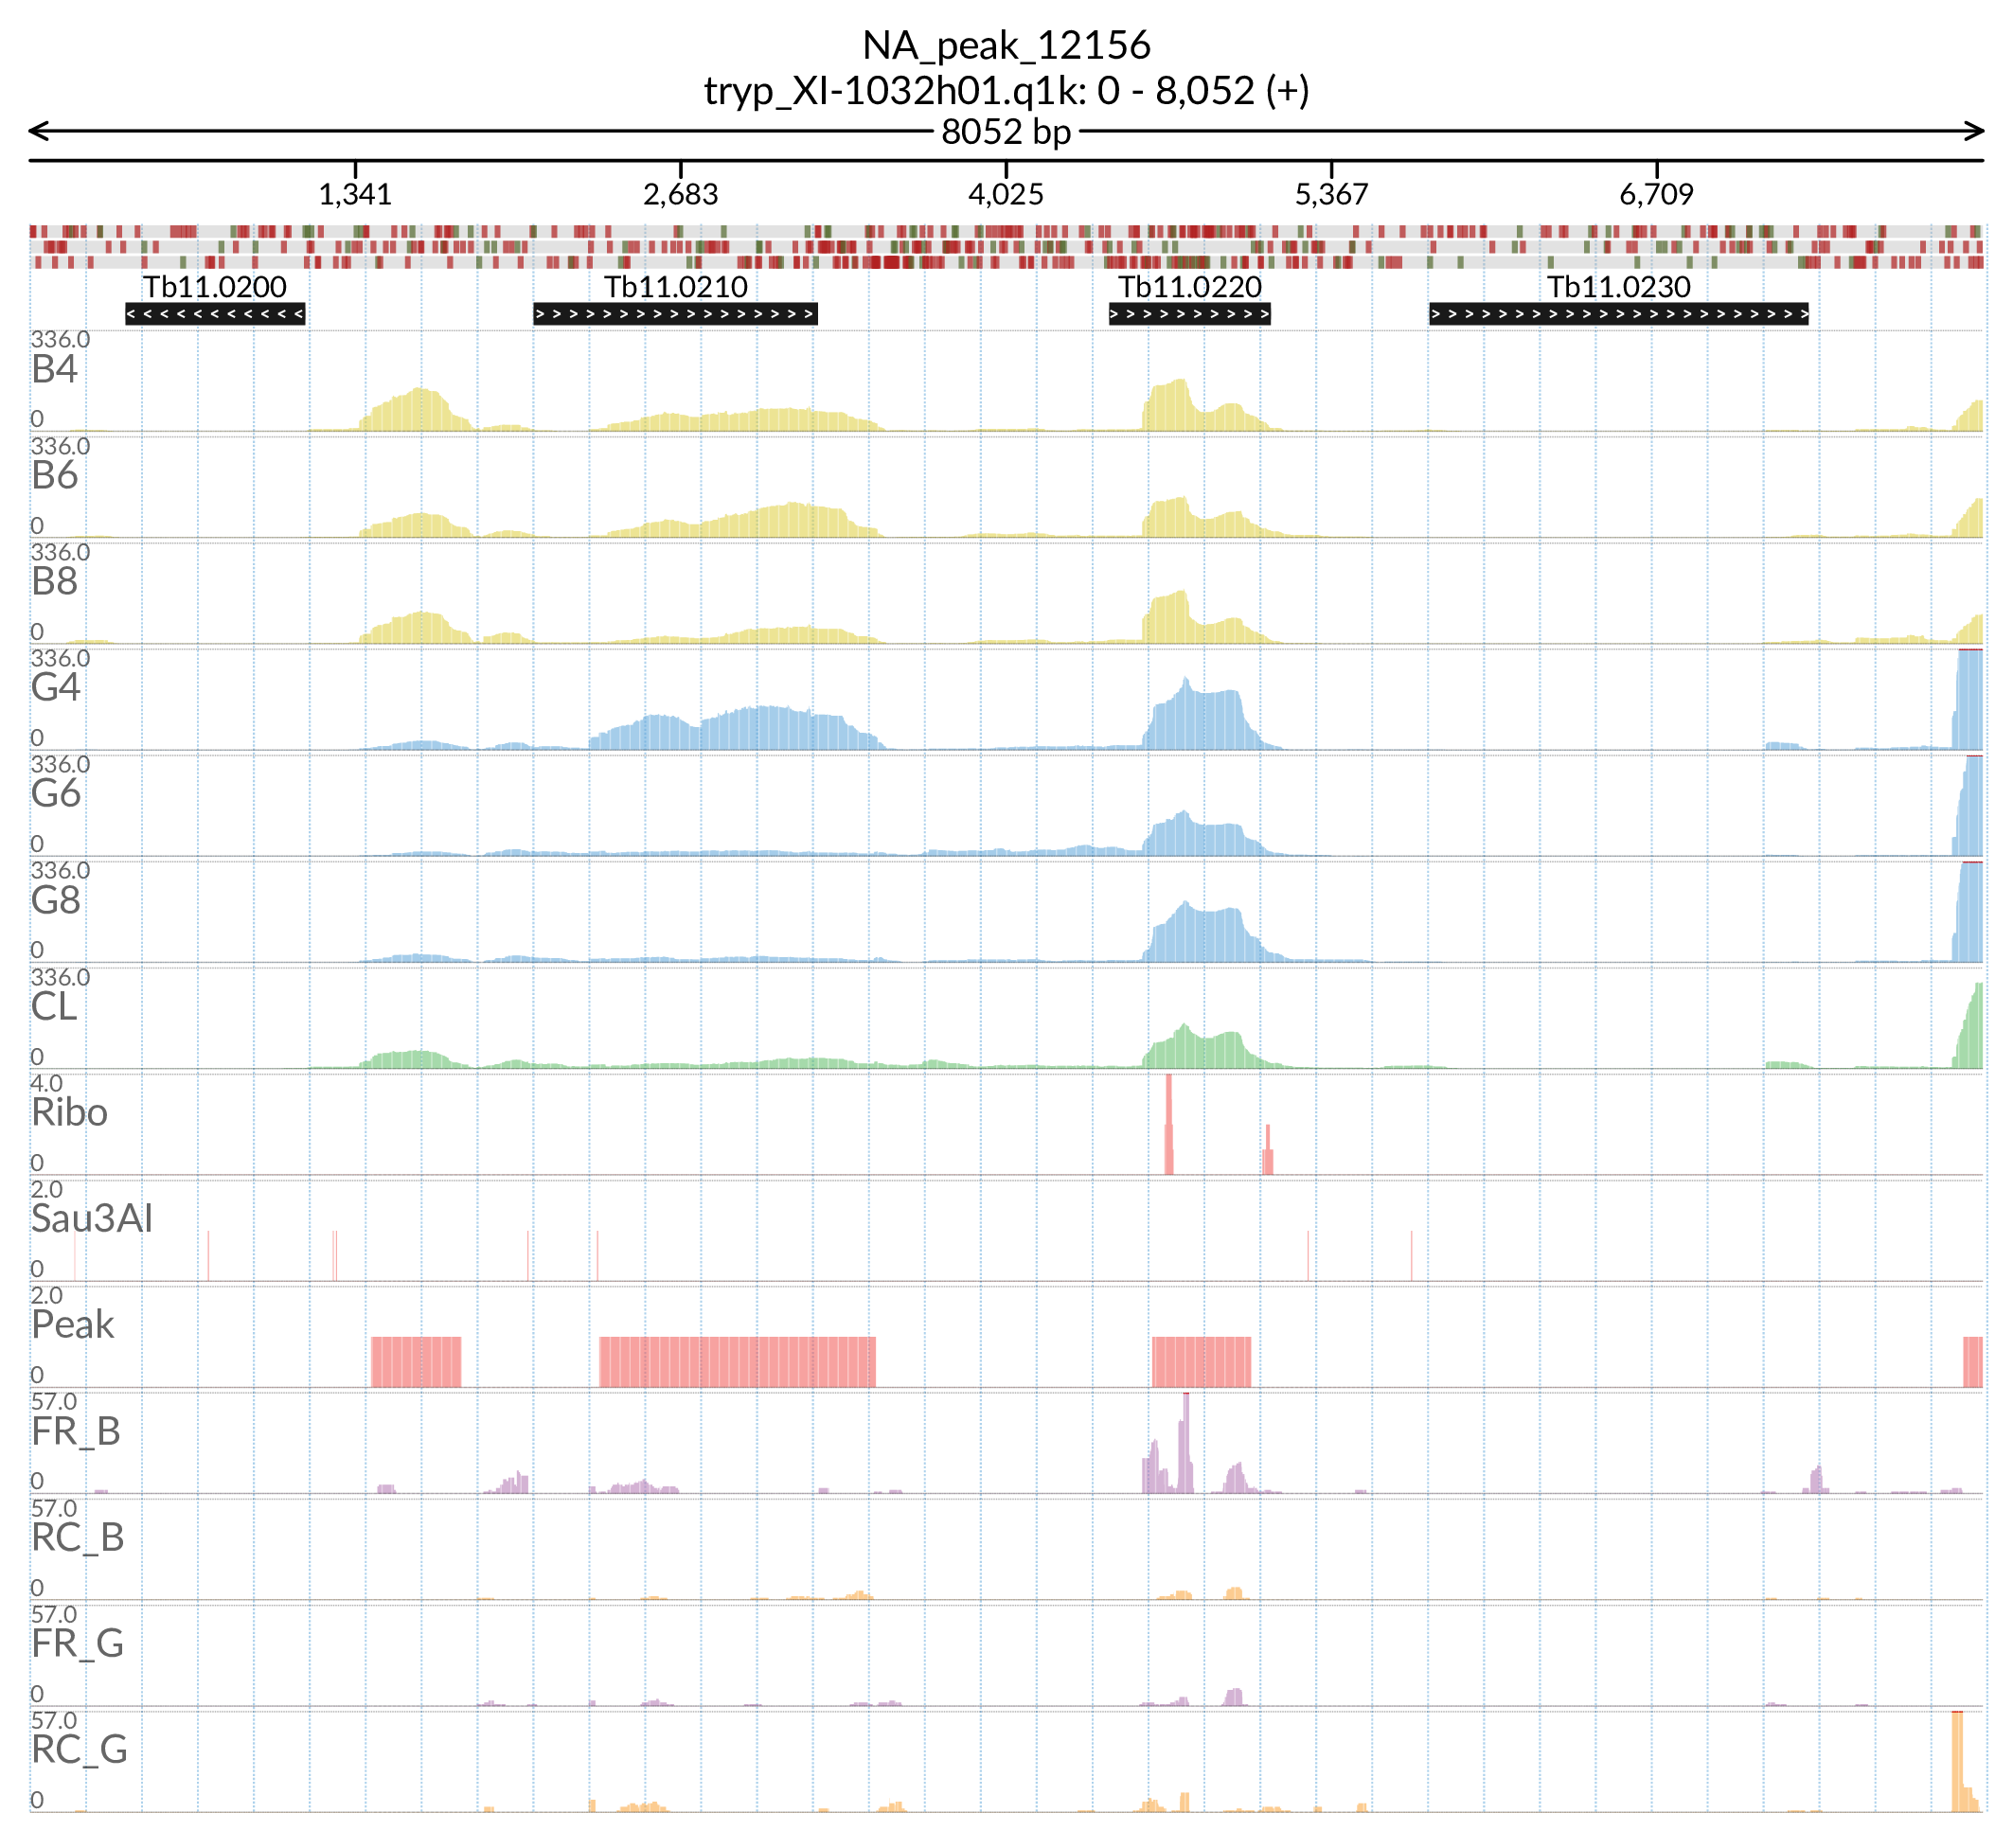 NA_peak_12156
tryp_XI-1032h01.q1k: 0 - 8,052 (+)
8052 bp
1,341 2,683 4,025 5,367 6,709
Tb11.0200 Tb11.0210 Tb11.0220 Tb11.0230
336.0
B4
0
336.0
B6
0
336.0
B8
0
336.0
G4
0
336.0
G6
0
336.0
G8
0
336.0
CL
0
4.0
Ribo
0
2.0
Sau3AI
0
2.0
Peak
0
57.0
FR_B
0
57.0
RC_B
0
57.0
FR_G
0
57.0
RC_G
0